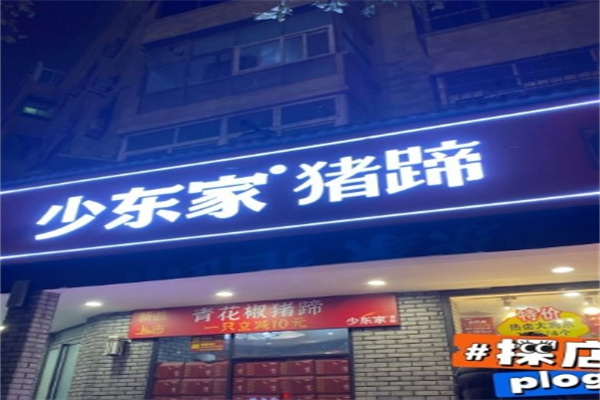 少东家 猪蹄
青花椒猪蹄
一只立减10元
少东家
特价
#探店
plog